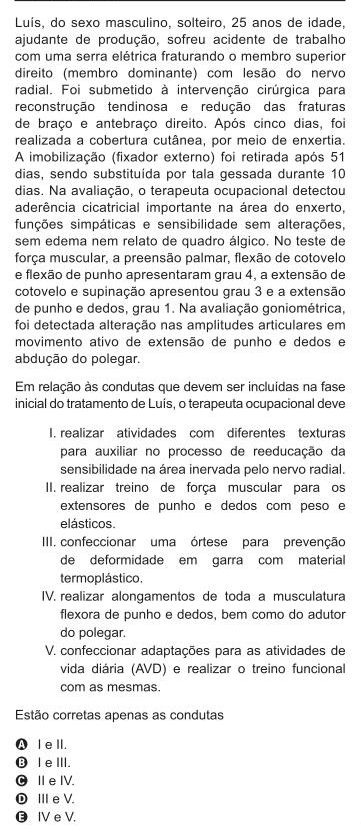 Luís, do sexo masculino, solteiro, 25 anos de idade,
ajudante de produção, sofreu acidente de trabalho
com uma serra elétrica fraturando o membro superior
direito (membro dominante) com lesão do nervo
radial. Foi submetido à intervenção cirúrgica para
reconstrução tendinosa e redução das fraturas
de braço e antebraço direito. Após cinco dias, foi
realizada a cobertura cutânea, por meio de enxertia.
A imobilização (fixador externo) foi retirada após 51
dias, sendo substituída por tala gessada durante 10
dias. Na avaliação, o terapeuta ocupacional detectou
aderência cicatricial importante na área do enxerto,
funções simpáticas e sensibilidade sem alterações,
sem edema nem relato de quadro álgico. No teste de
força muscular, a preensão palmar, flexão de cotovelo
e flexão de punho apresentaram grau 4, a extensão de
cotovelo e supinação apresentou grau 3 e a extensão
de punho e dedos, grau 1. Na avaliação goniométrica,
foi detectada alteração nas amplitudes articulares em
movimento ativo de extensão de punho e dedos e
abdução do polegar.
Em relação às condutas que devem ser incluídas na fase
inicial do tratamento de Luís, o terapeuta ocupacional deve
I. realizar atividades com diferentes texturas
para auxiliar no processo de reeducação da
sensibilidade na área inervada pelo nervo radial.
II. realizar treino de força muscular para os
extensores de punho e dedos com peso e
elásticos.
III. confeccionar uma órtese para prevenção
de deformidade em garra com material
termoplástico.
IV. realizar alongamentos de toda a musculatura
flexora de punho e dedos, bem como do adutor
do polegar.
V. confeccionar adaptações para as atividades de
vida diária (AVD) e realizar o treino funcional
com as mesmas.
Estão corretas apenas as condutas
A I e II.
B I e III.
C II e IV.
D III e V.
E IV e V.